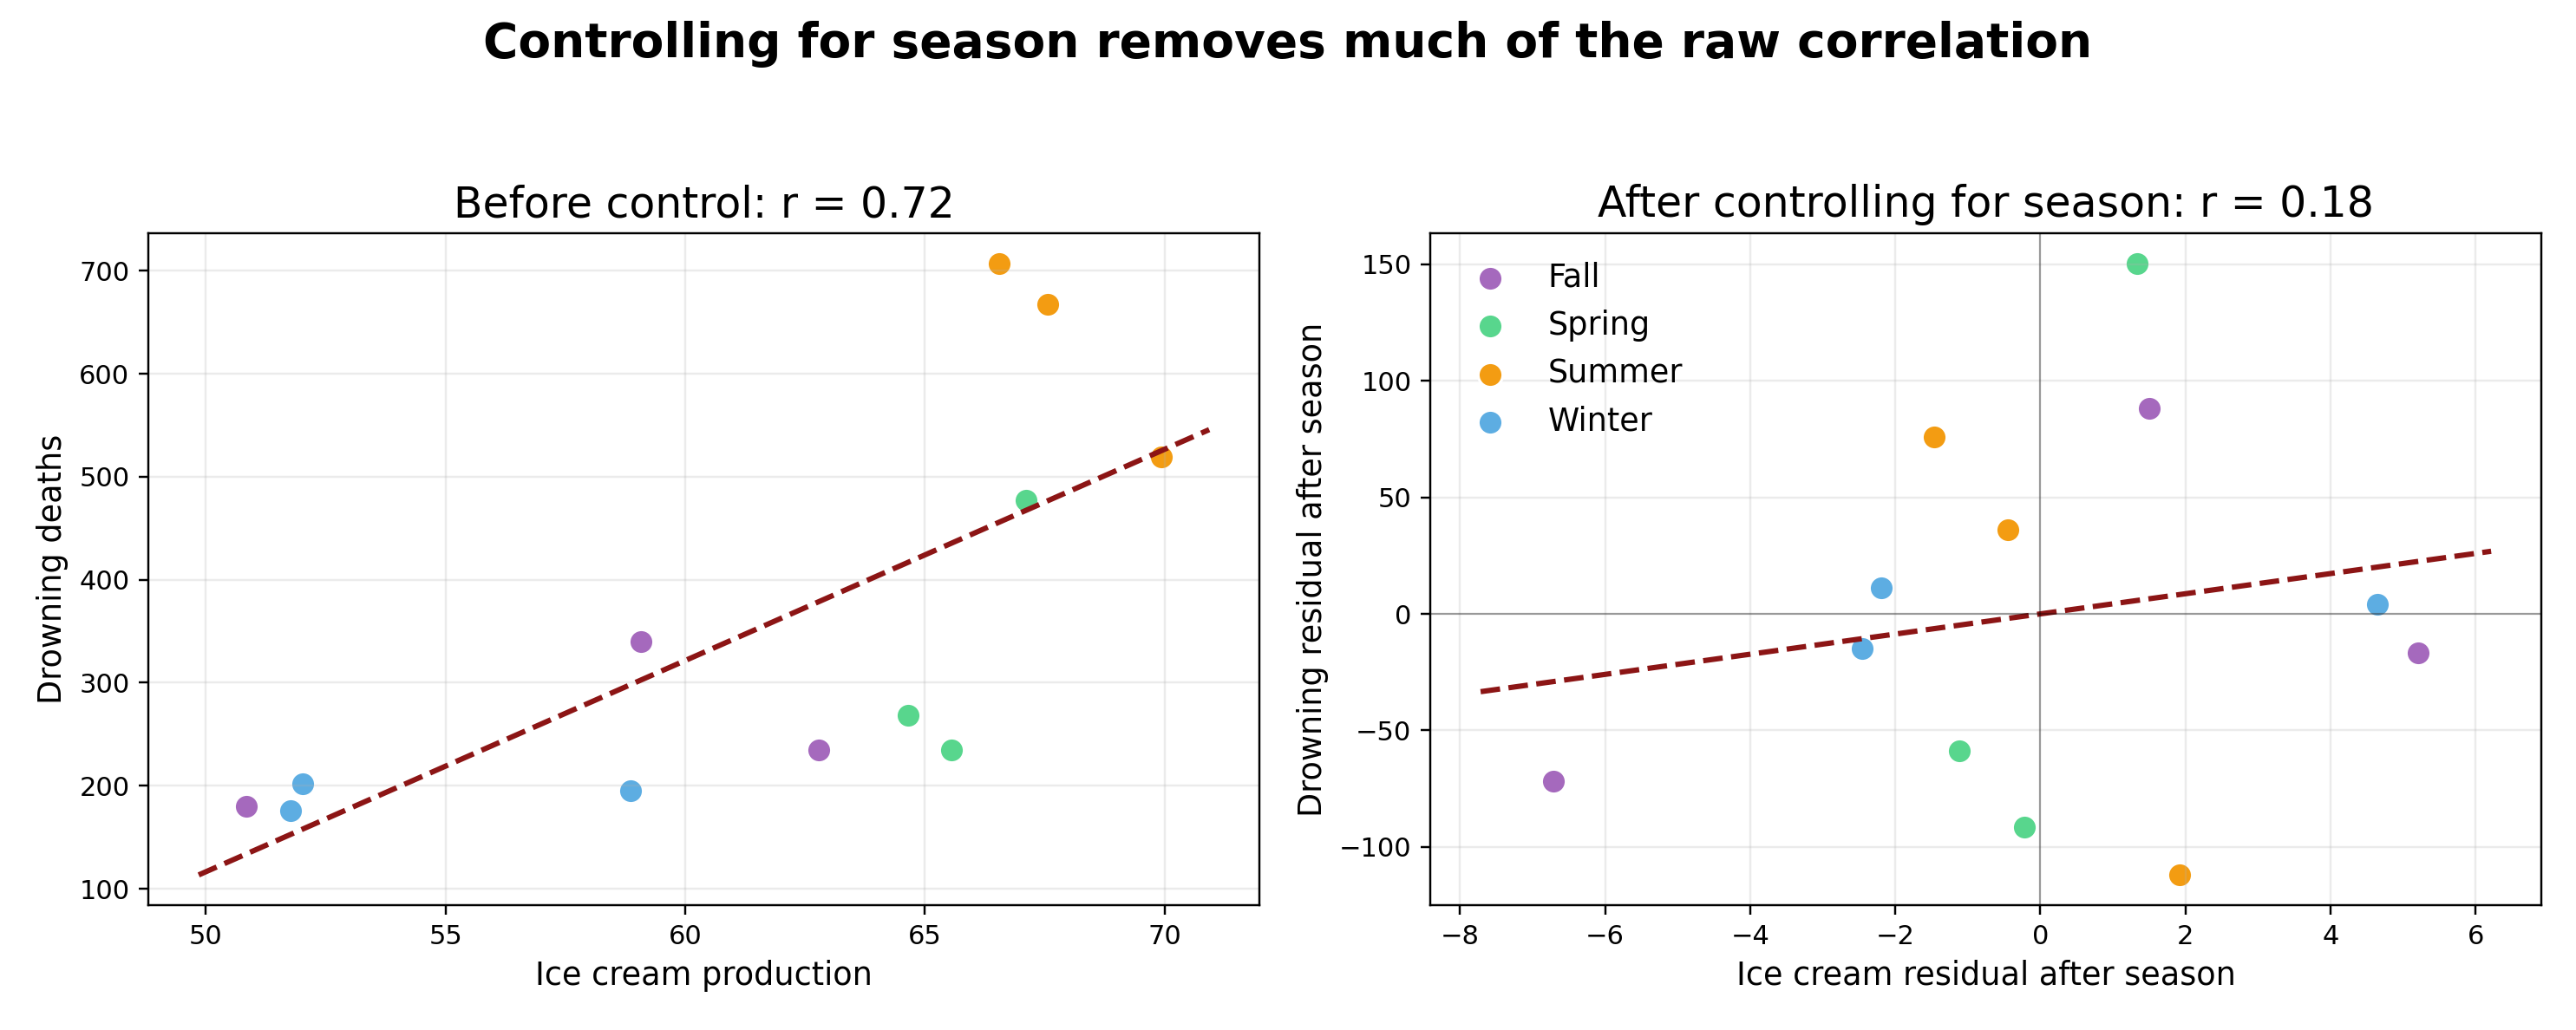 Controlling for season removes much of the raw correlation
Before control: r = 0.72
700
600
500
400
300
200
100
Drowning deaths
50 55 60 65 70
Ice cream production
After controlling for season: r = 0.18
Fall
Spring
Summer
Winter
150
100
50
0
−50
−100
Drowning residual after season
−8 −6 −4 −2 0 2 4 6
Ice cream residual after season